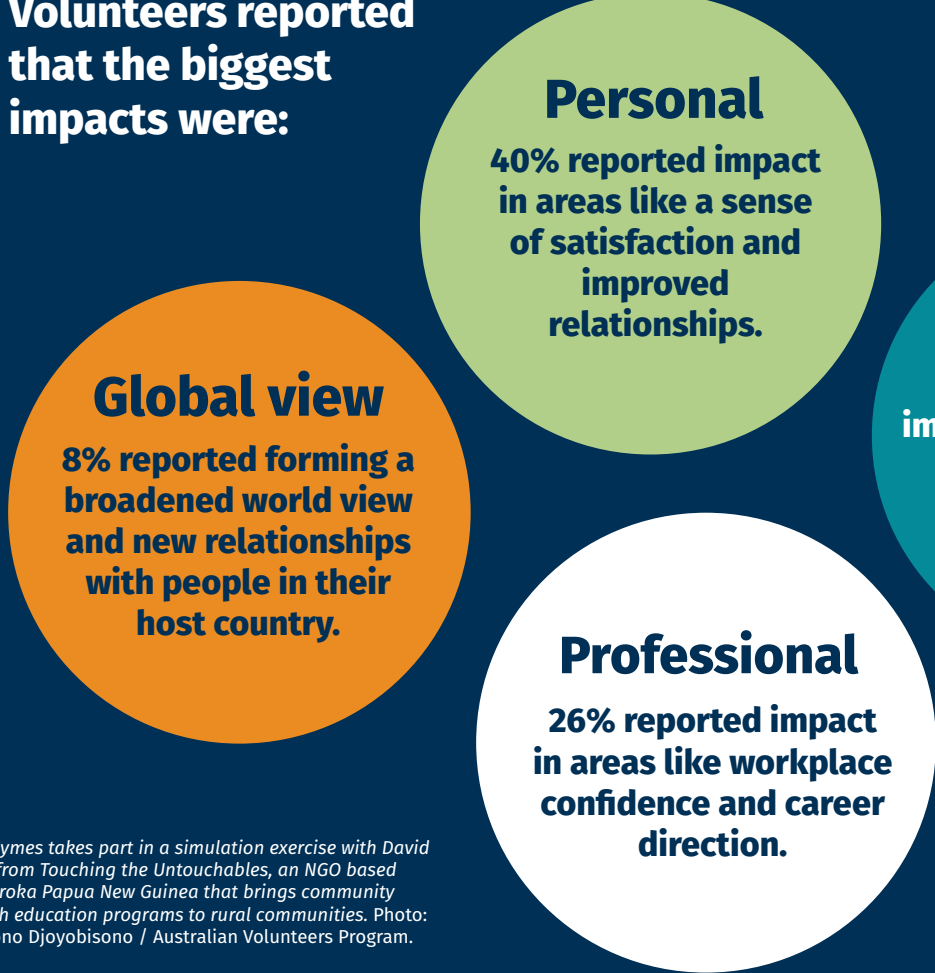 Volunteers reported
that the biggest
impacts were:
Personal
40% reported impact
in areas like a sense
of satisfaction and
improved
relationships.
Global view
8% reported forming a
broadened world view
and new relationships
with people in their
host country.
im
Professional
26% reported impact
in areas like workplace
confidence and career
direction.
ymes takes part in a simulation exercise with David
from Touching the Untouchables, an NGO based
roka Papua New Guinea that brings community
h education programs to rural communities. Photo:
no Djoyobisono / Australian Volunteers Program.